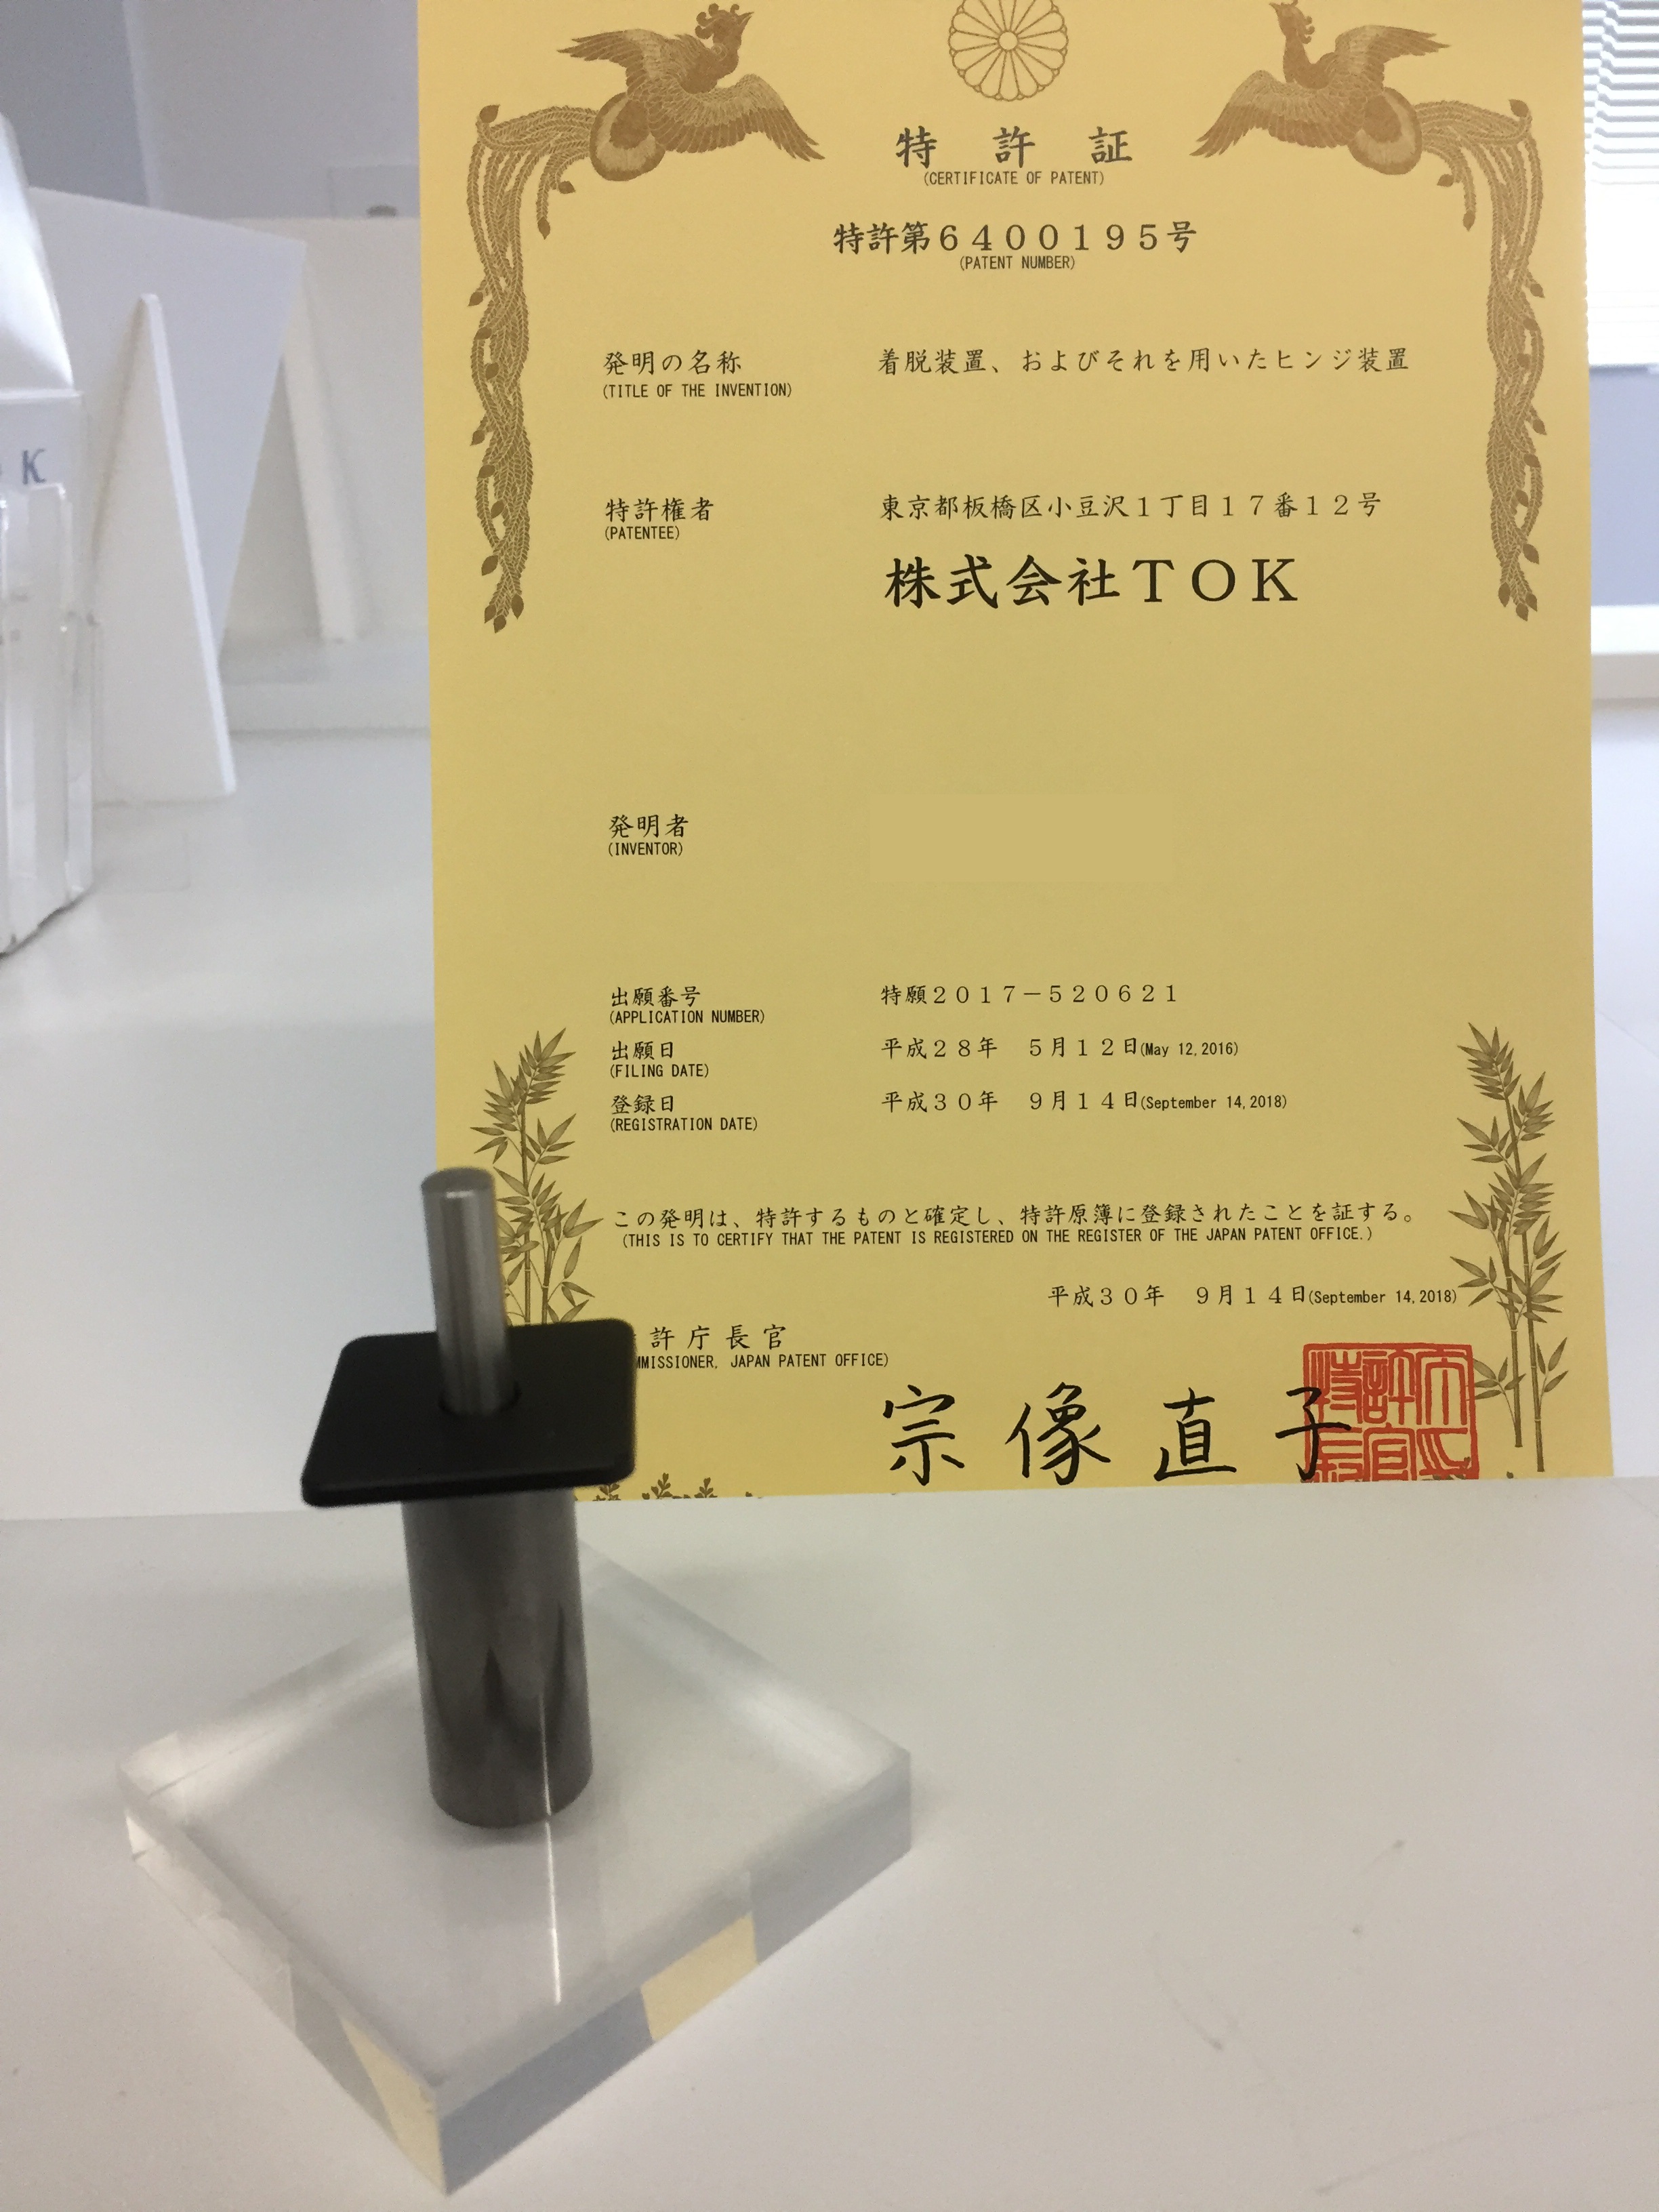 特許証
(CERTIFICATE OF PATENT)
特許第6400195号
(PATENT NUMBER)
発明の名称 着脱装置、およびそれを用いたヒンジ装置
(TITLE OF THE INVENTION)
特許権者 東京都板橋区小豆沢1丁目17番12号
(PATENTEE)
株式会社TOK
発明者
(INVENTOR)
出願番号 特願2017-520621
(APPLICATION NUMBER)
出願日 平成28年 5月12日(May 12,2016)
(FILING DATE)
登録日 平成30年 9月14日(September 14,2018)
(REGISTRATION DATE)
この発明は、特許するものと確定し、特許原簿に登録されたことを証する。
(THIS IS TO CERTIFY THAT THE PATENT IS REGISTERED ON THE REGISTER OF THE JAPAN PATENT OFFICE.)
平成30年 9月14日(September 14,2018)
許庁長官
MMISSIONER, JAPAN PATENT OFFICE)
宗像直子
K